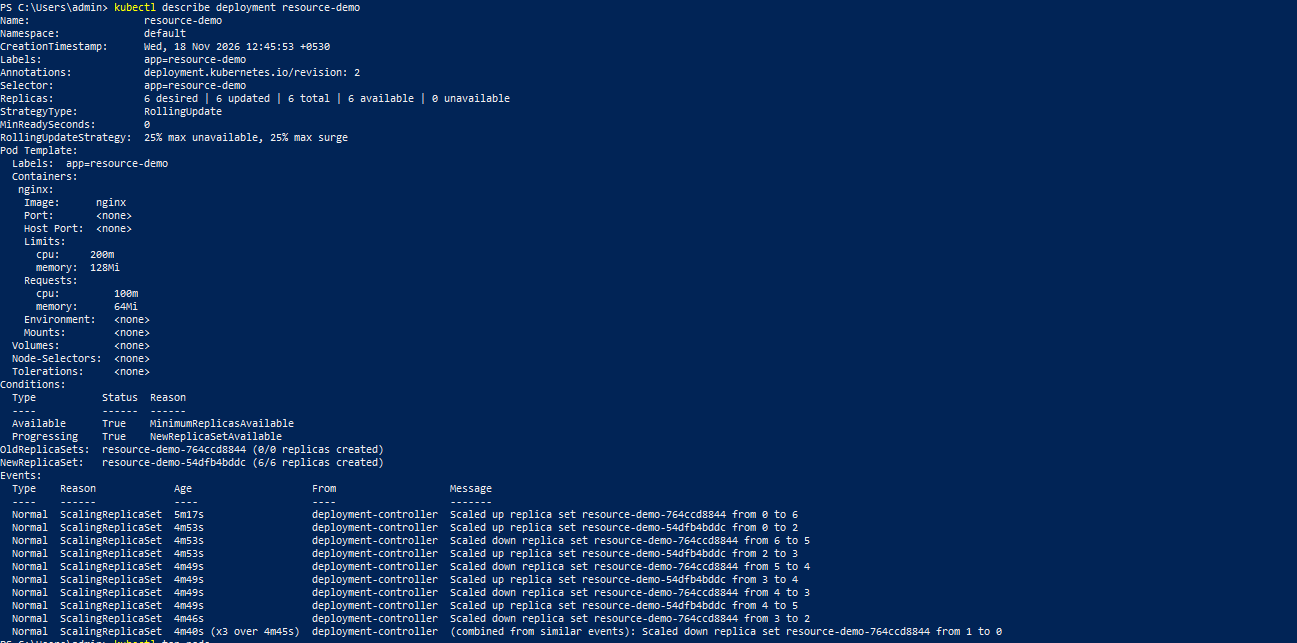 PS C:\Users\admin> kubectl describe deployment resource-demo
Name:                   resource-demo
Namespace:              default
CreationTimestamp:      Wed, 18 Nov 2026 12:45:53 +0530
Labels:                 app=resource-demo
Annotations:            deployment.kubernetes.io/revision: 2
Selector:               app=resource-demo
Replicas:               6 desired | 6 updated | 6 total | 6 available | 0 unavailable
StrategyType:           RollingUpdate
MinReadySeconds:        0
RollingUpdateStrategy:  25% max unavailable, 25% max surge
Pod Template:
  Labels:  app=resource-demo
  Containers:
   nginx:
    Image:      nginx
    Port:       <none>
    Host Port:  <none>
    Limits:
      cpu:     200m
      memory:  128Mi
    Requests:
      cpu:         100m
      memory:      64Mi
    Environment:   <none>
    Mounts:        <none>
  Volumes:         <none>
  Node-Selectors:  <none>
  Tolerations:     <none>
Conditions:
  Type           Status  Reason
  ----           ------  ------
  Available      True    MinimumReplicasAvailable
  Progressing    True    NewReplicaSetAvailable
OldReplicaSets:  resource-demo-764ccd8844 (0/0 replicas created)
NewReplicaSet:   resource-demo-54dfb4bddc (6/6 replicas created)
Events:
  Type    Reason             Age                    From                   Message
  ----    ------             ----                   ----                   -------
  Normal  ScalingReplicaSet  5m17s                  deployment-controller  Scaled up replica set resource-demo-764ccd8844 from 0 to 6
  Normal  ScalingReplicaSet  4m53s                  deployment-controller  Scaled up replica set resource-demo-54dfb4bddc from 0 to 2
  Normal  ScalingReplicaSet  4m53s                  deployment-controller  Scaled down replica set resource-demo-764ccd8844 from 6 to 5
  Normal  ScalingReplicaSet  4m53s                  deployment-controller  Scaled up replica set resource-demo-54dfb4bddc from 2 to 3
  Normal  ScalingReplicaSet  4m49s                  deployment-controller  Scaled down replica set resource-demo-764ccd8844 from 5 to 4
  Normal  ScalingReplicaSet  4m49s                  deployment-controller  Scaled up replica set resource-demo-54dfb4bddc from 3 to 4
  Normal  ScalingReplicaSet  4m49s                  deployment-controller  Scaled down replica set resource-demo-764ccd8844 from 4 to 3
  Normal  ScalingReplicaSet  4m49s                  deployment-controller  Scaled up replica set resource-demo-54dfb4bddc from 4 to 5
  Normal  ScalingReplicaSet  4m46s                  deployment-controller  Scaled down replica set resource-demo-764ccd8844 from 3 to 2
  Normal  ScalingReplicaSet  4m40s (x3 over 4m45s)  deployment-controller  (combined from similar events): Scaled down replica set resource-demo-764ccd8844 from 1 to 0